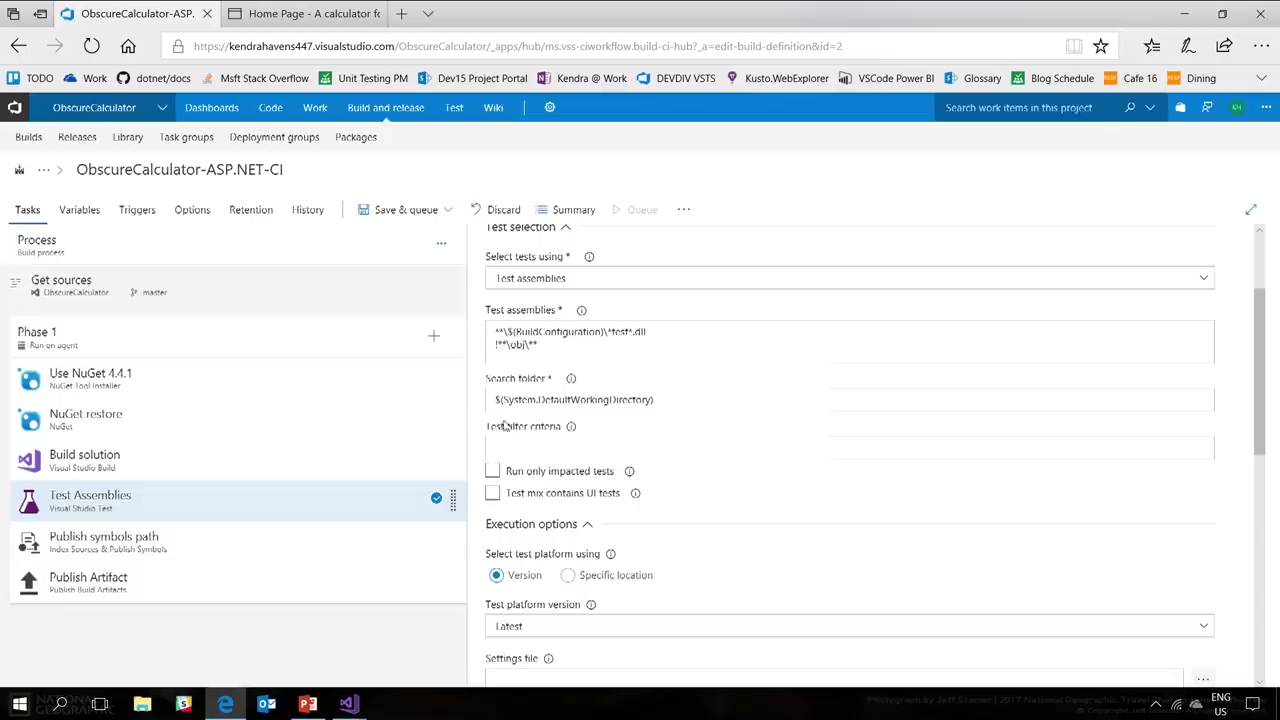 ObscureCalculator-ASP.
Home Page - A calculator fo
https://kendrahavens447.visualstudio.com/ObscureCalculator/_apps/hub/ms.vss-ciworkflow.build-ci-hub?_a=edit-build-definition&id=2
TODO
Work
dotnet/docs
Msft Stack Overflow
Unit Testing PM
Dev15 Project Portal
Kendra @ Work
DEVDIV VSTS
Kusto.WebExplorer
VSCode Power BI
Glossary
Blog Schedule
Cafe 16
Dining
ObscureCalculator
Dashboards
Code
Work
Build and release
Test
Wiki
Search work items in this project
KH
Builds
Releases
Library
Task groups
Deployment groups
Packages
ObscureCalculator-ASP.NET-CI
Tasks
Variables
Triggers
Options
Retention
History
Save & queue
Discard
Summary
Queue
Process
Build process
Get sources
ObscureCalculator
master
Phase 1
Run on agent
Use NuGet 4.4.1
NuGet Tool Installer
NuGet restore
NuGet
Build solution
Visual Studio Build
Test Assemblies
Visual Studio Test
Publish symbols path
Index Sources & Publish Symbols
Publish Artifact
Publish Build Artifacts
Test selection
Select tests using *
Test assemblies
Test assemblies *
**\$(BuildConfiguration)\*test*.dll
!**\obj\**
Search folder *
$(System.DefaultWorkingDirectory)
Test filter criteria
Run only impacted tests
Test mix contains UI tests
Execution options
Select test platform using
Version
Specific location
Test platform version
Latest
Settings file
NATIONAL
GEOGRAPHIC
ENG
US